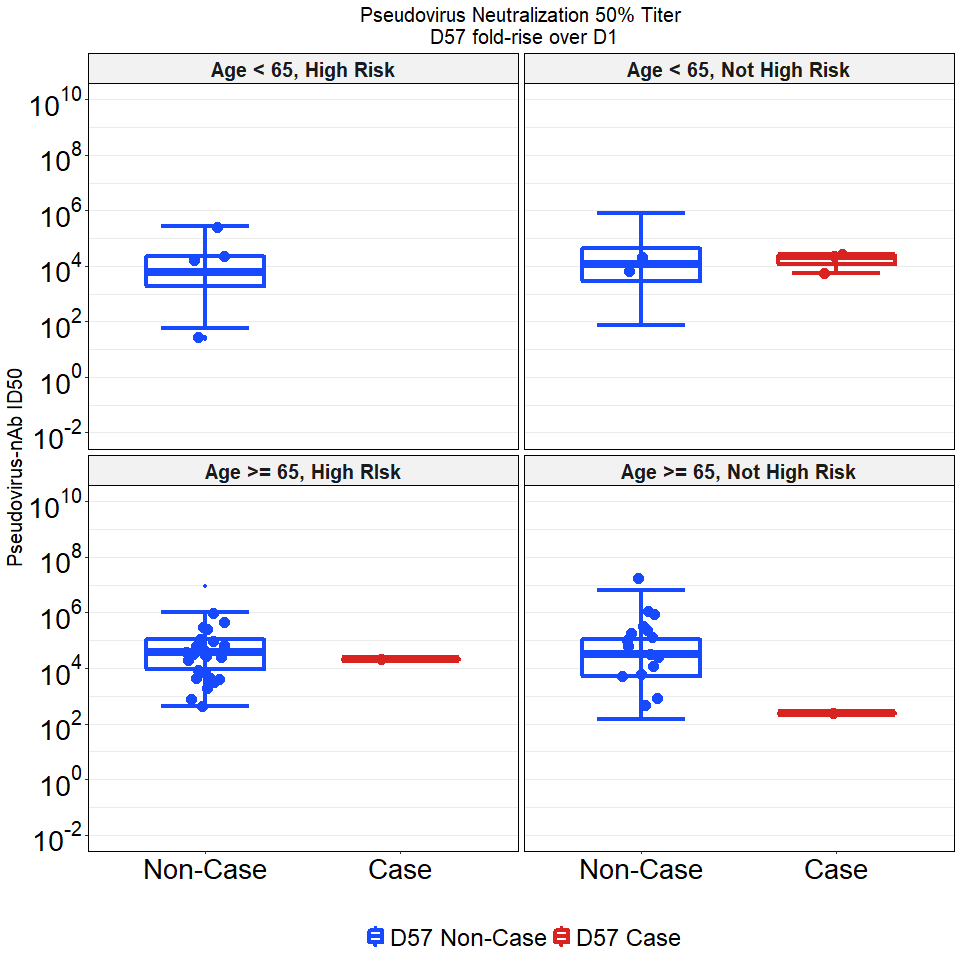 Pseudovirus Neutralization 50% Titer
D57 fold-rise over D1
Age < 65, High Risk
Age < 65, Not High Risk
10^10
10^8
10^6
10^4
10^2
10^0
10^-2
Pseudovirus-nAb ID50
Age >= 65, High RIsk
Age >= 65, Not High Risk
10^10
10^8
10^6
10^4
10^2
10^0
10^-2
Non-Case Case Non-Case Case
D57 Non-Case D57 Case